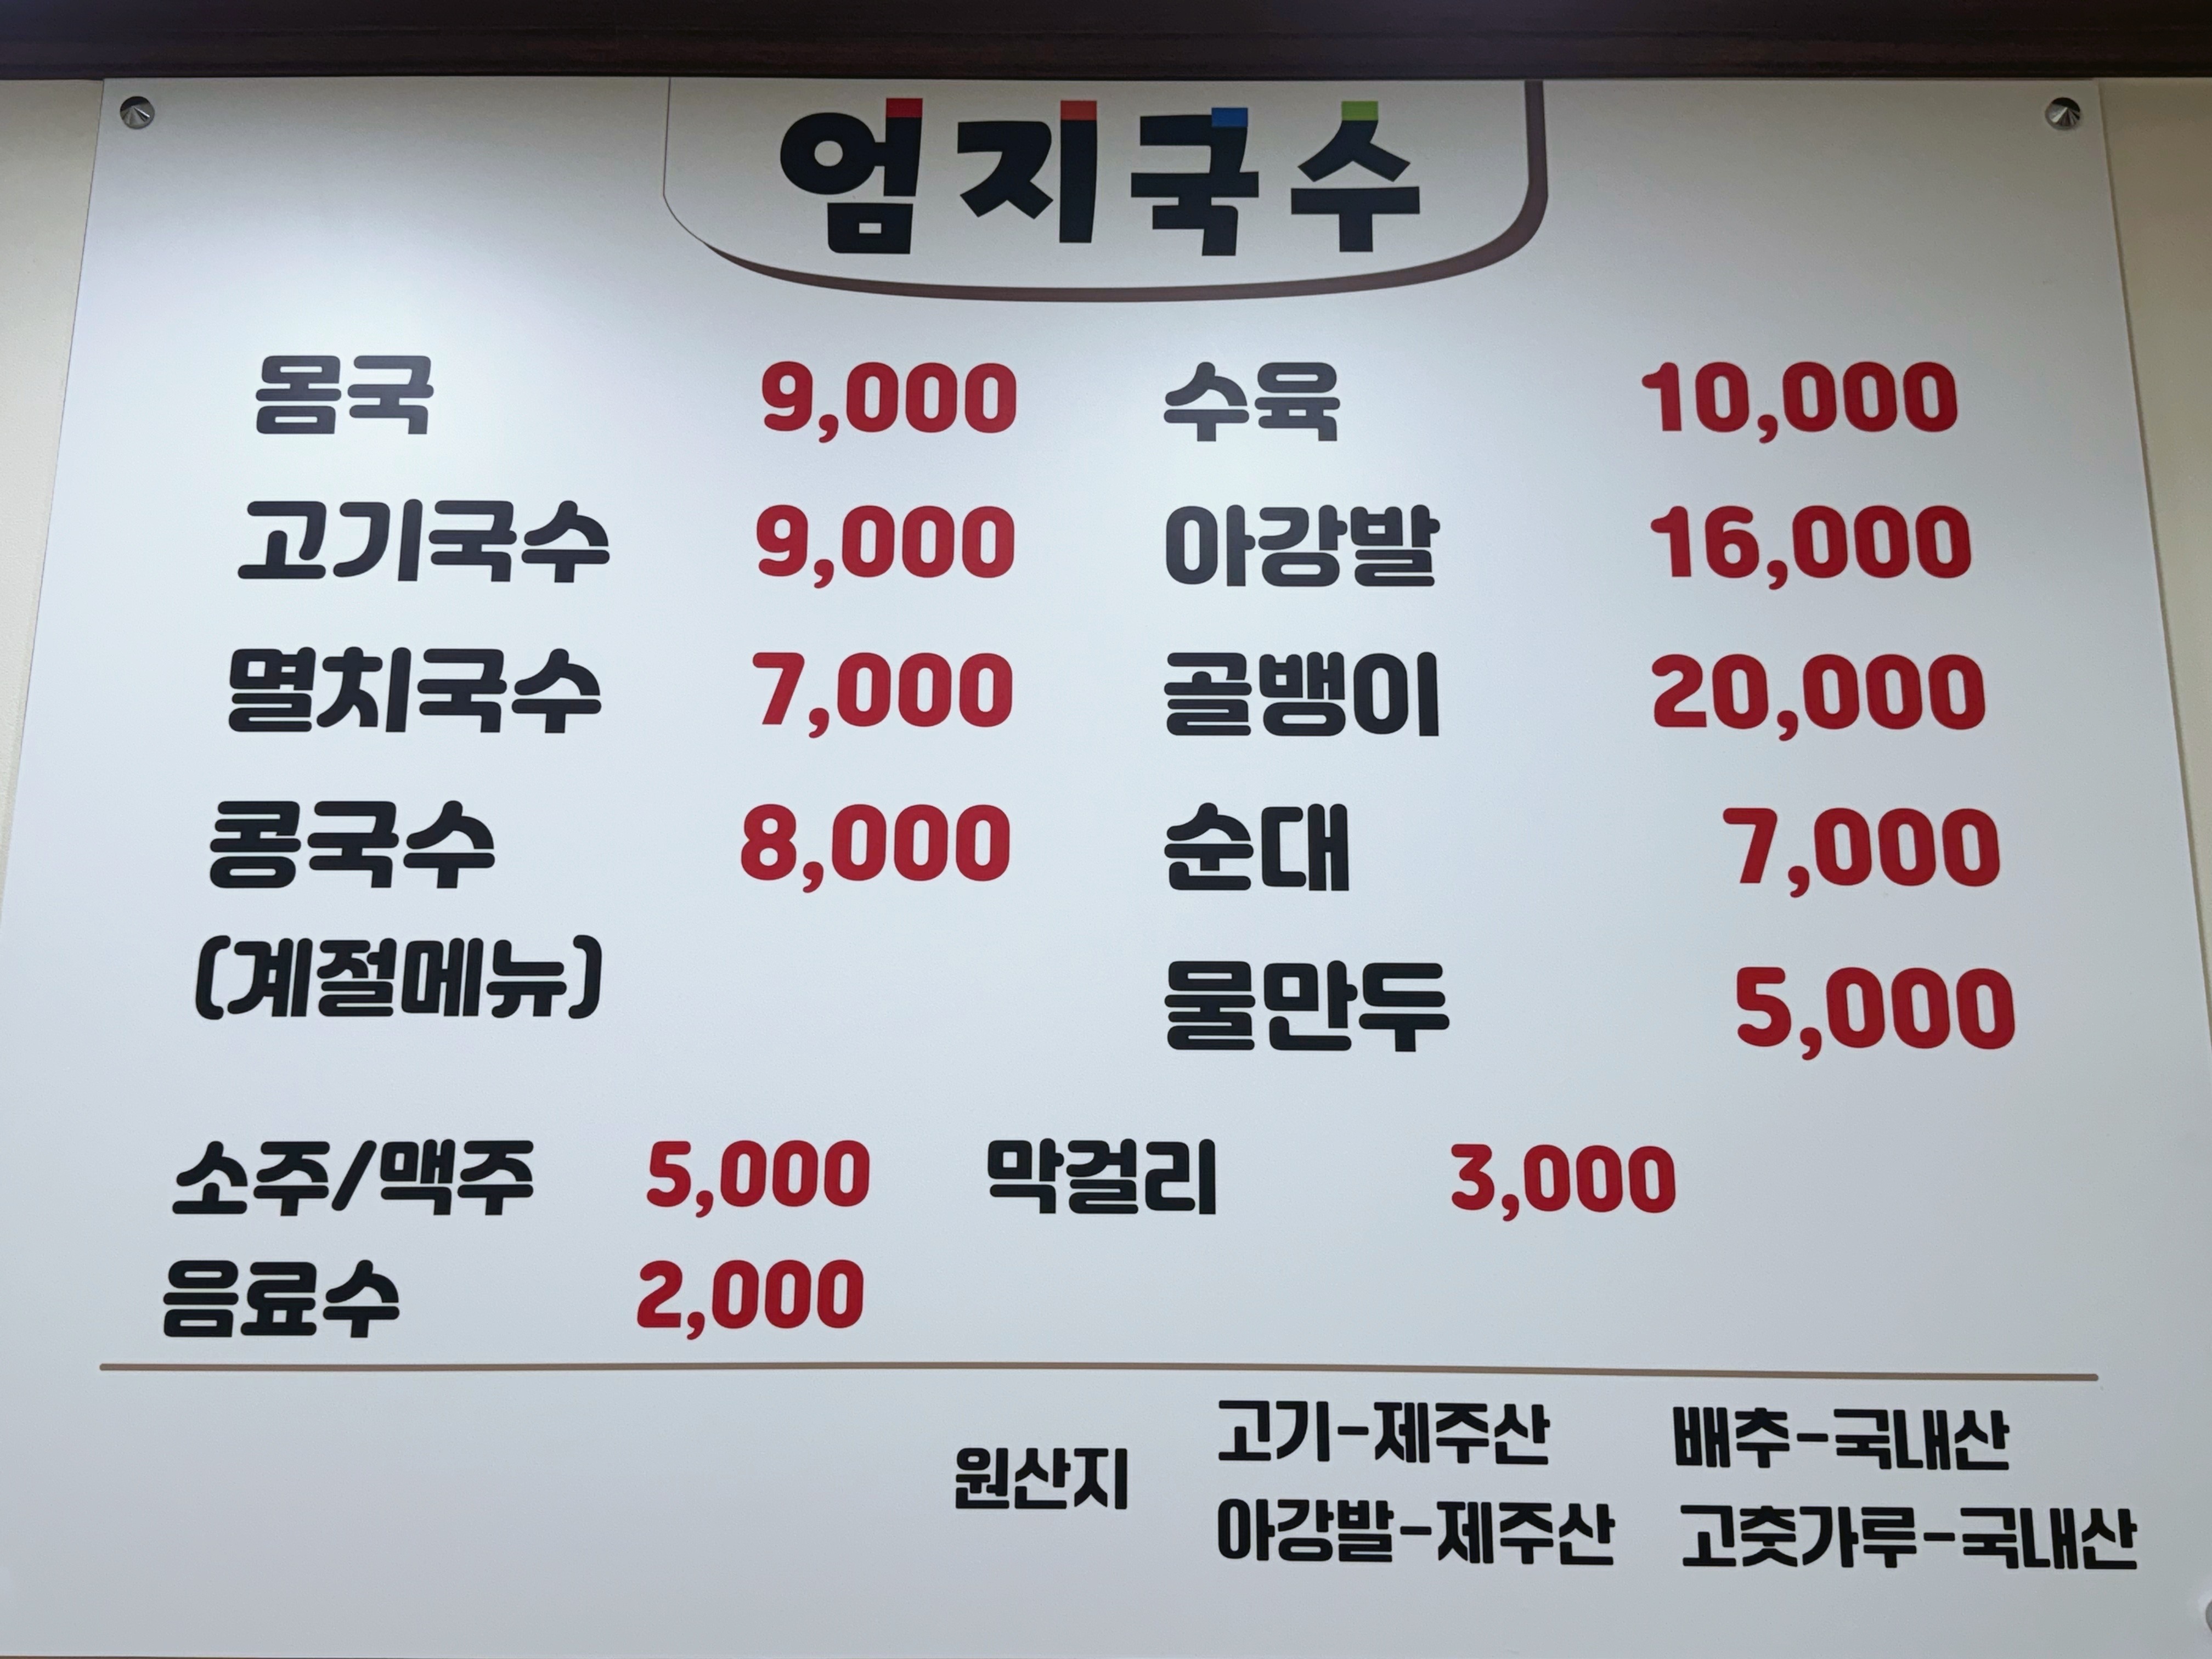 엄지국수
몸국 9,000 수육 10,000
고기국수 9,000 아강발 16,000
멸치국수 7,000 골뱅이 20,000
콩국수 8,000 순대 7,000
(계절메뉴)
물만두 5,000
소주/맥주 5,000 막걸리 3,000
음료수 2,000
원산지
고기-제주산 배추-국내산
아강발-제주산 고춧가루-국내산